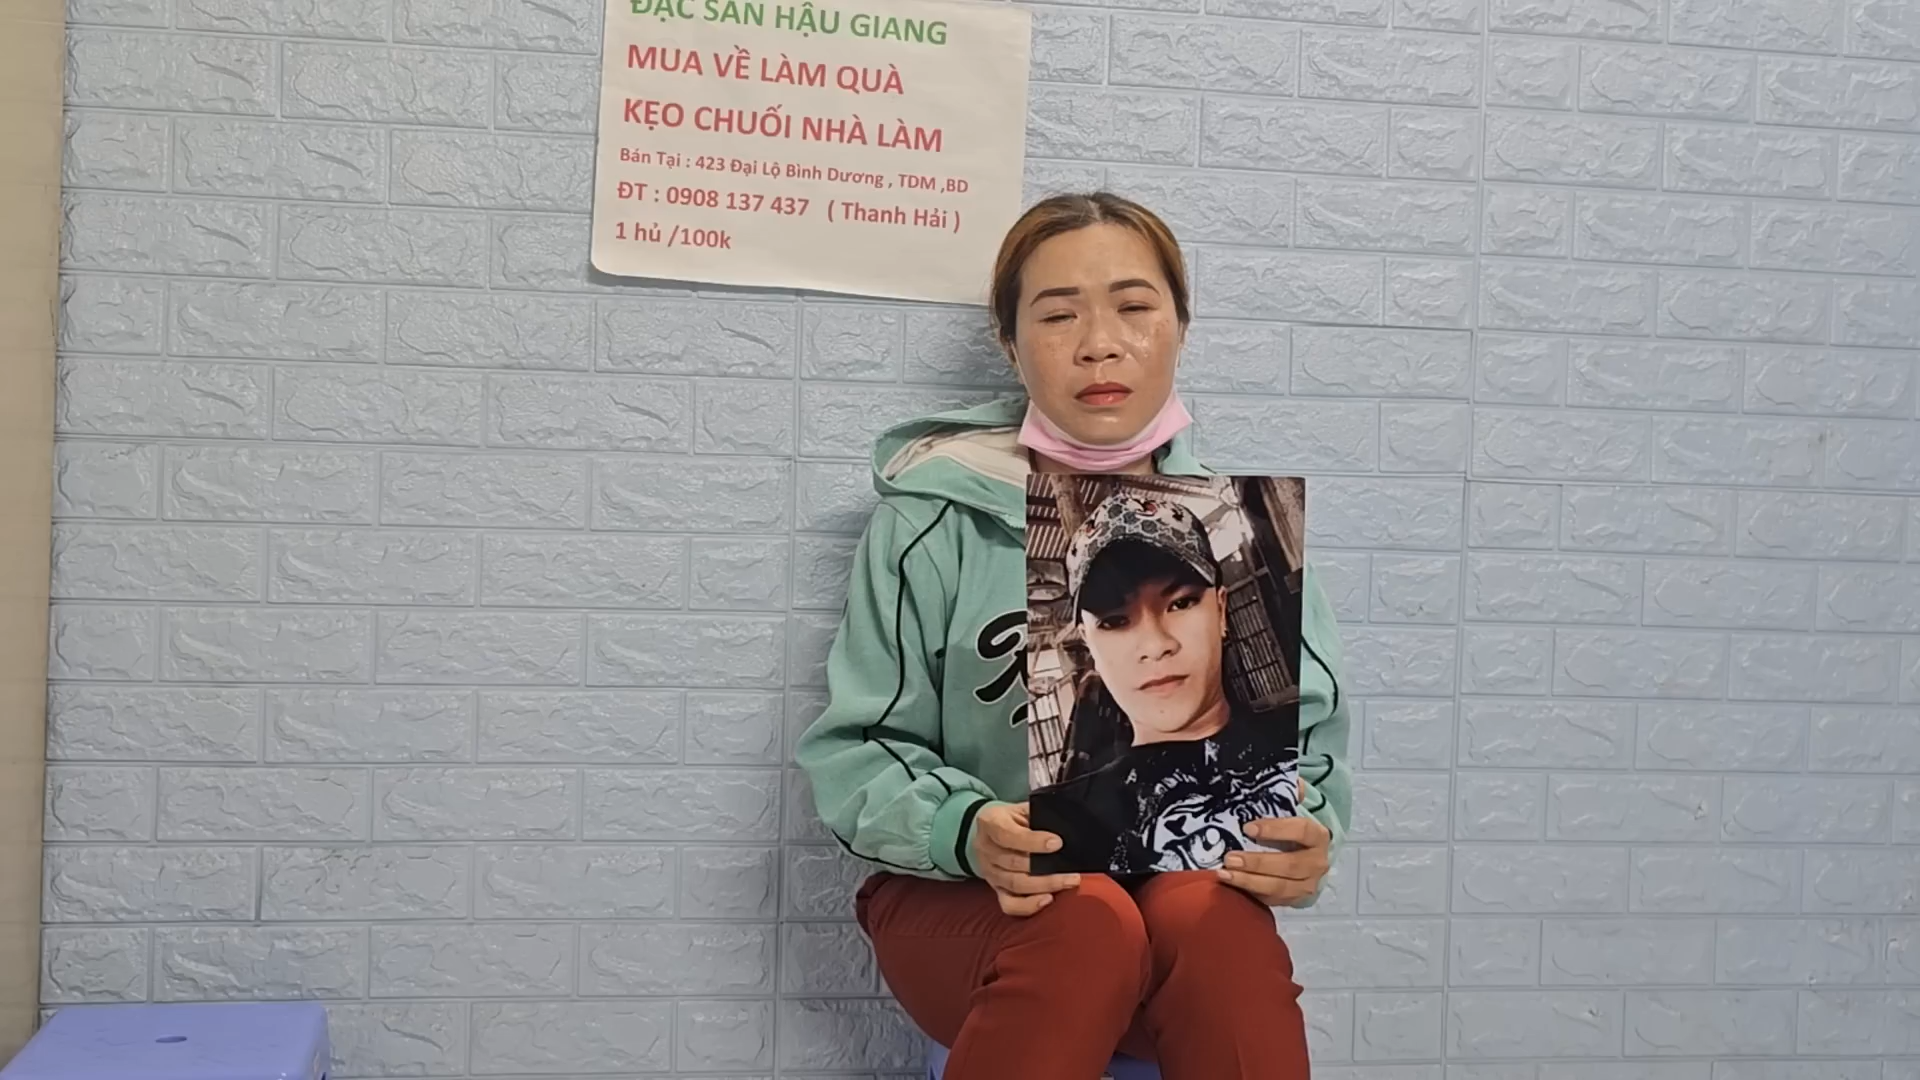 ĐẶC SẢN HẬU GIANG
MUA VỀ LÀM QUÀ
KẸO CHUỐI NHÀ LÀM
Bán Tại : 423 Đại Lộ Bình Dương , TDM ,BD
ĐT : 0908 137 437 ( Thanh Hải )
1 hủ /100k